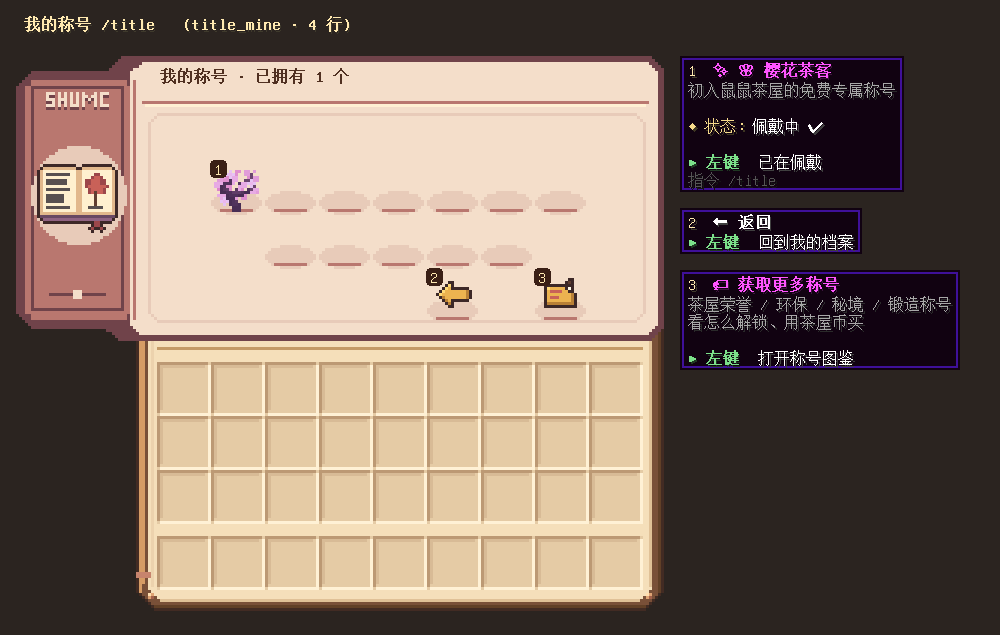 我的称号 /title (title_mine · 4 行)
SHUMC
我的称号 · 已拥有 1 个
1
2
3
1 樱花茶客
初入鼠鼠茶屋的免费专属称号
状态：佩戴中 ✔
左键 已在佩戴
指令 /title
2 ← 返回
左键 回到我的档案
3 获取更多称号
茶屋荣誉 / 环保 / 秘境 / 锻造称号
看怎么解锁、用茶屋币买
左键 打开称号图鉴